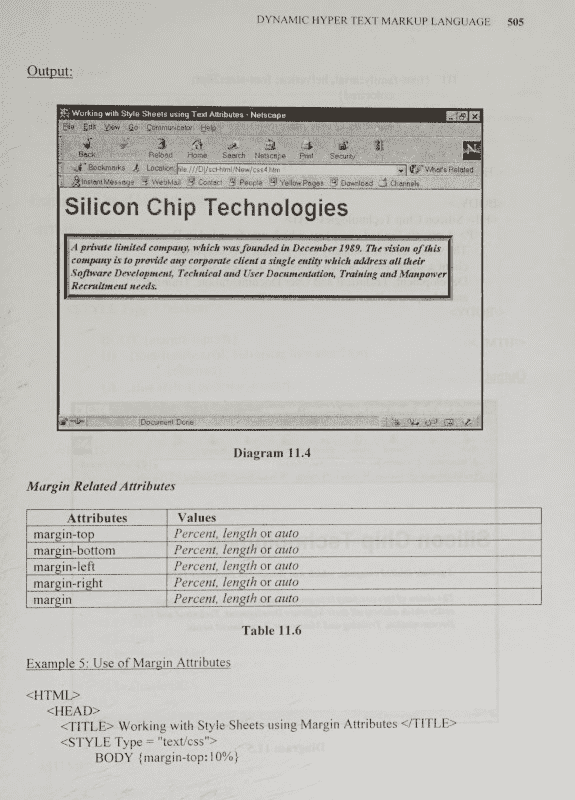 DYNAMIC HYPER TEXT MARKUP LANGUAGE 505
Output:
Working with Style Sheets using Text Attributes - Netscape
File Edit View Go Communicator Help
Back Reload Home Search Netscape Print Security
Bookmarks Location
What's Related
Instant Message WebMail Contact People Yellow Pages Download Channels
Silicon Chip Technologies
A private limited company, which was founded in December 1989. The vision of this
company is to provide any corporate client a single entity which address all their
Software Development, Technical and User Documentation, Training and Manpower
Recruitment needs.
Document Done
Diagram 11.4
Margin Related Attributes
Attributes Values
margin-top Percent, length or auto
margin-bottom Percent, length or auto
margin-left Percent, length or auto
margin-right Percent, length or auto
margin Percent, length or auto
Table 11.6
Example 5: Use of Margin Attributes
<HTML>
<HEAD>
<TITLE> Working with Style Sheets using Margin Attributes </TITLE>
<STYLE Type = "text/css">
BODY {margin-top:10%}